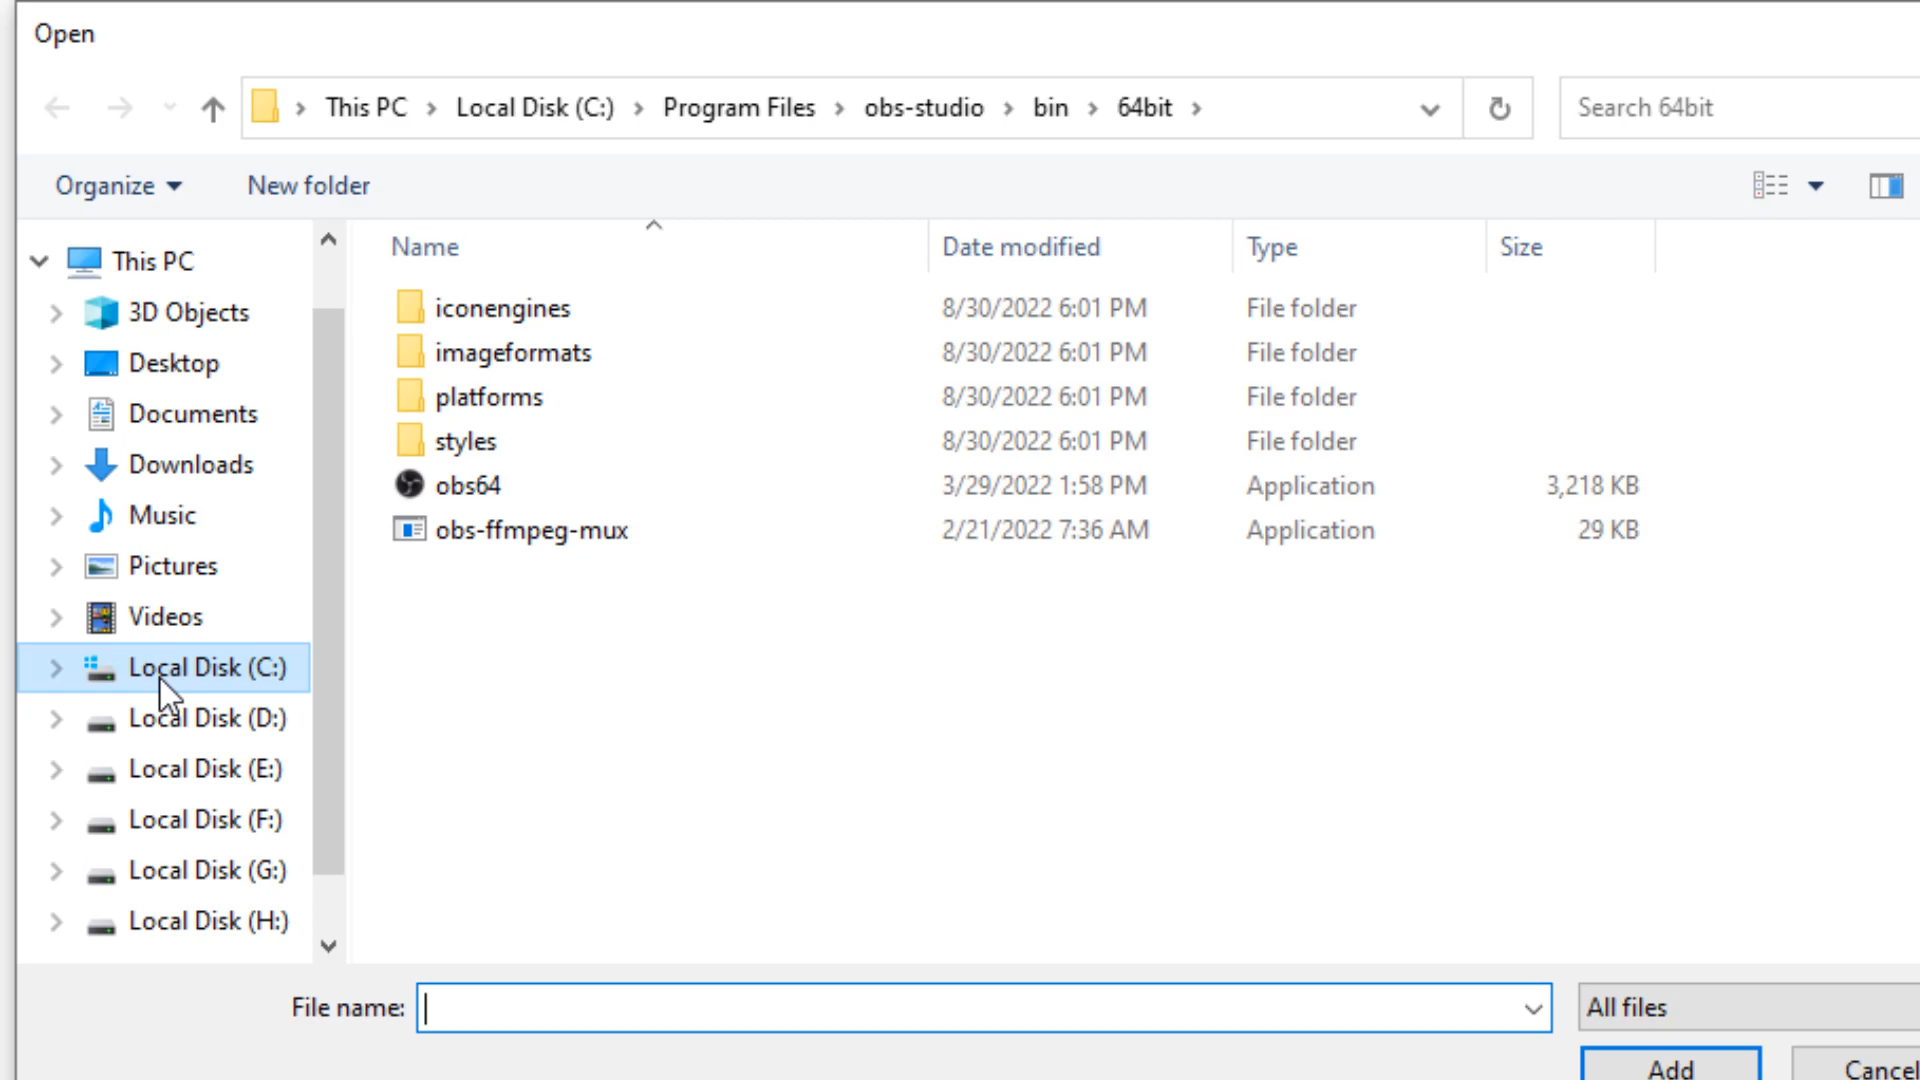 Open
This PC Local Disk (C:) Program Files obs-studio bin 64bit
Search 64bit
Organize New folder
Name Date modified Type Size
This PC
3D Objects
Desktop
Documents
Downloads
Music
Pictures
Videos
Local Disk (C:)
Local Disk (D:)
Local Disk (E:)
Local Disk (F:)
Local Disk (G:)
Local Disk (H:)
iconengines 8/30/2022 6:01 PM File folder
imageformats 8/30/2022 6:01 PM File folder
platforms 8/30/2022 6:01 PM File folder
styles 8/30/2022 6:01 PM File folder
obs64 3/29/2022 1:58 PM Application 3,218 KB
obs-ffmpeg-mux 2/21/2022 7:36 AM Application 29 KB
File name:
All files
Add Cancel